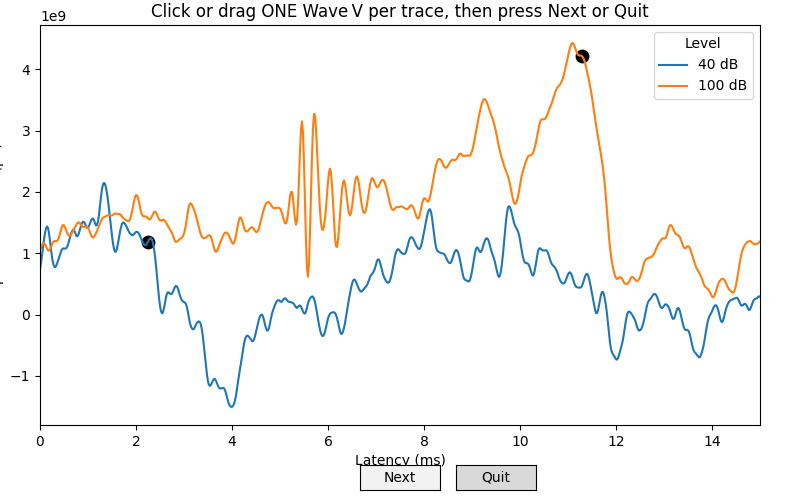 Click or drag ONE Wave V per trace, then press Next or Quit
1e9
Level
40 dB
100 dB
4
3
2
1
0
−1
0 2 4 6 8 10 12 14
Latency (ms)
Next Quit